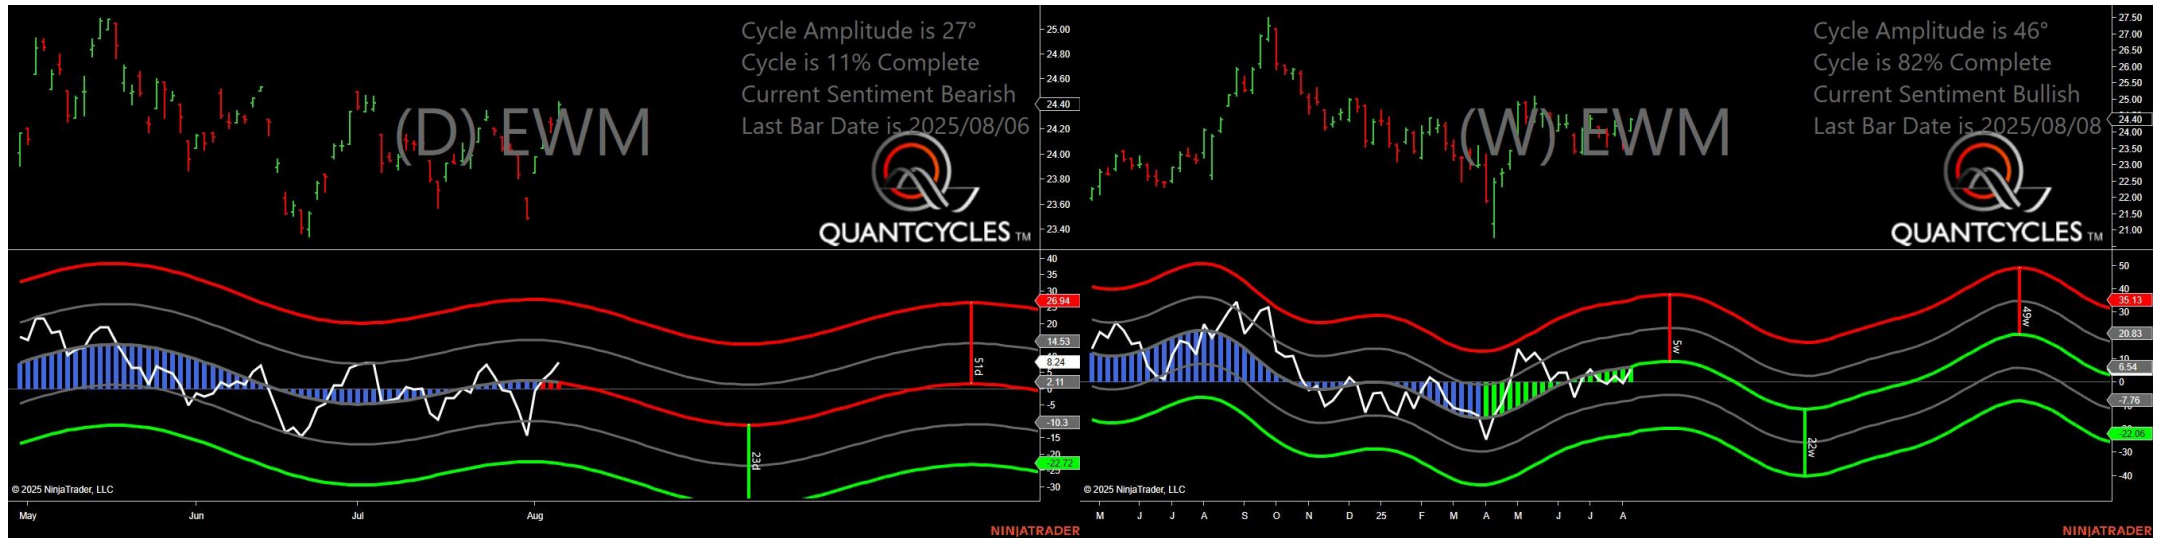 Cycle Amplitude is 27°
Cycle is 11% Complete
Current Sentiment Bearish
Last Bar Date is 2025/08/06
(D) EWM
QUANTCYCLES TM
25.00
24.80
24.60
24.40
24.20
24.00
23.80
23.60
23.40
40
35
30
26.94
20
14.53
8.24
2.11
-5
-10.3
-15
-20
-22.72
-30
51d
23d
© 2025 NinjaTrader, LLC
May Jun Jul Aug
NINJATRADER
Cycle Amplitude is 46°
Cycle is 82% Complete
Current Sentiment Bullish
Last Bar Date is 2025/08/08
(W) EWM
QUANTCYCLES TM
27.50
27.00
26.50
26.00
25.50
25.00
24.40
24.00
23.50
23.00
22.50
22.00
21.50
21.00
50
40
35.13
30
20.83
10
6.54
0
-7.76
-22.06
-30
-40
5w
49w
22w
© 2025 NinjaTrader, LLC
M J J A S O N D 25 F M A M J J A
NINJATRADER